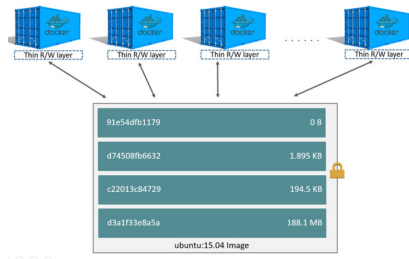 docker docker docker docker
Thin R/W layer Thin R/W layer Thin R/W layer ...... Thin R/W layer
91e54dfb1179 0 B
d74508fb6632 1.895 KB
c22013c84729 194.5 KB
d3a1f33e8a5a 188.1 MB
ubuntu:15.04 Image